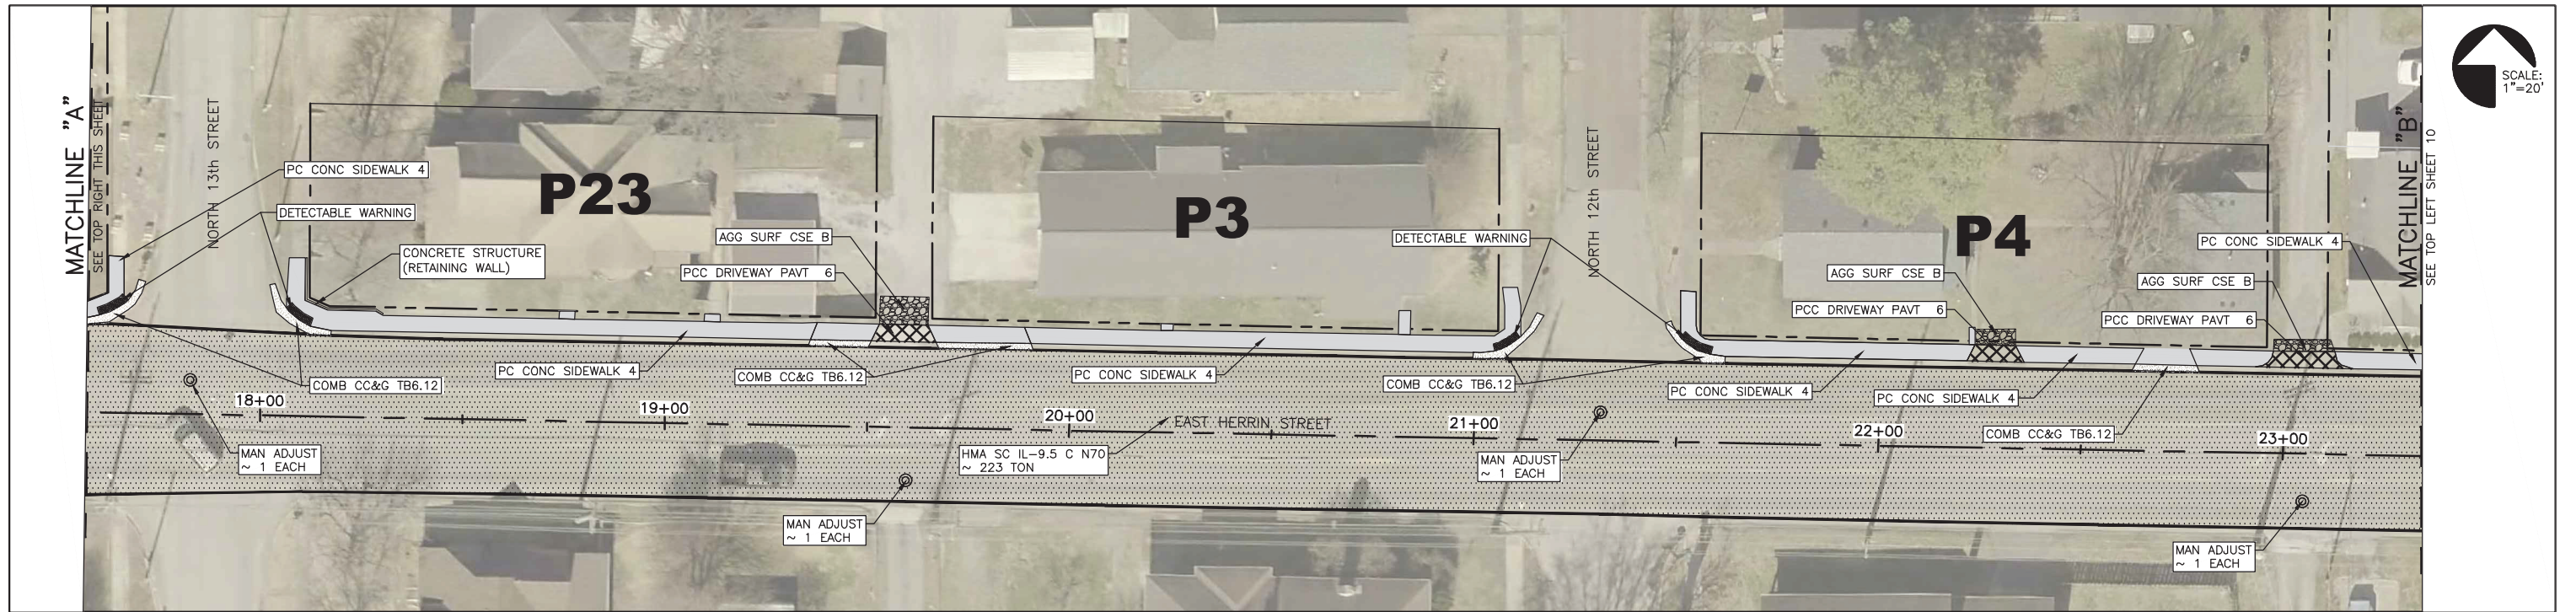 MATCHLINE "A"
SEE TOP RIGHT THIS SHEET
NORTH 13th STREET
PC CONC SIDEWALK 4
DETECTABLE WARNING
CONCRETE STRUCTURE
(RETAINING WALL)
P23
AGG SURF CSE B
PCC DRIVEWAY PAVT 6
P3
DETECTABLE WARNING
NORTH 12th STREET
P4
AGG SURF CSE B
PCC DRIVEWAY PAVT 6
PC CONC SIDEWALK 4
AGG SURF CSE B
PCC DRIVEWAY PAVT 6
MATCHLINE "B"
SEE TOP LEFT SHEET 10
SCALE:
1"=20'
COMB CC&G TB6.12
PC CONC SIDEWALK 4
COMB CC&G TB6.12
PC CONC SIDEWALK 4
COMB CC&G TB6.12
PC CONC SIDEWALK 4
PC CONC SIDEWALK 4
COMB CC&G TB6.12
18+00
19+00
20+00
EAST HERRIN STREET
21+00
22+00
23+00
MAN ADJUST
~ 1 EACH
HMA SC IL-9.5 C N70
~ 223 TON
MAN ADJUST
~ 1 EACH
MAN ADJUST
~ 1 EACH
MAN ADJUST
~ 1 EACH